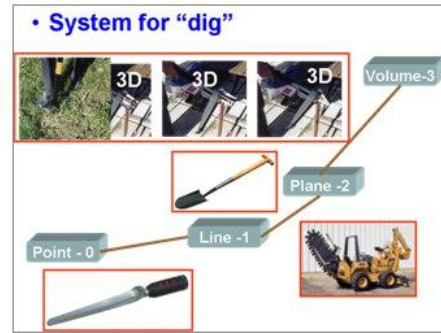 • System for “dig”
3D
3D
3D
Volume-3
Plane -2
Line -1
Point - 0